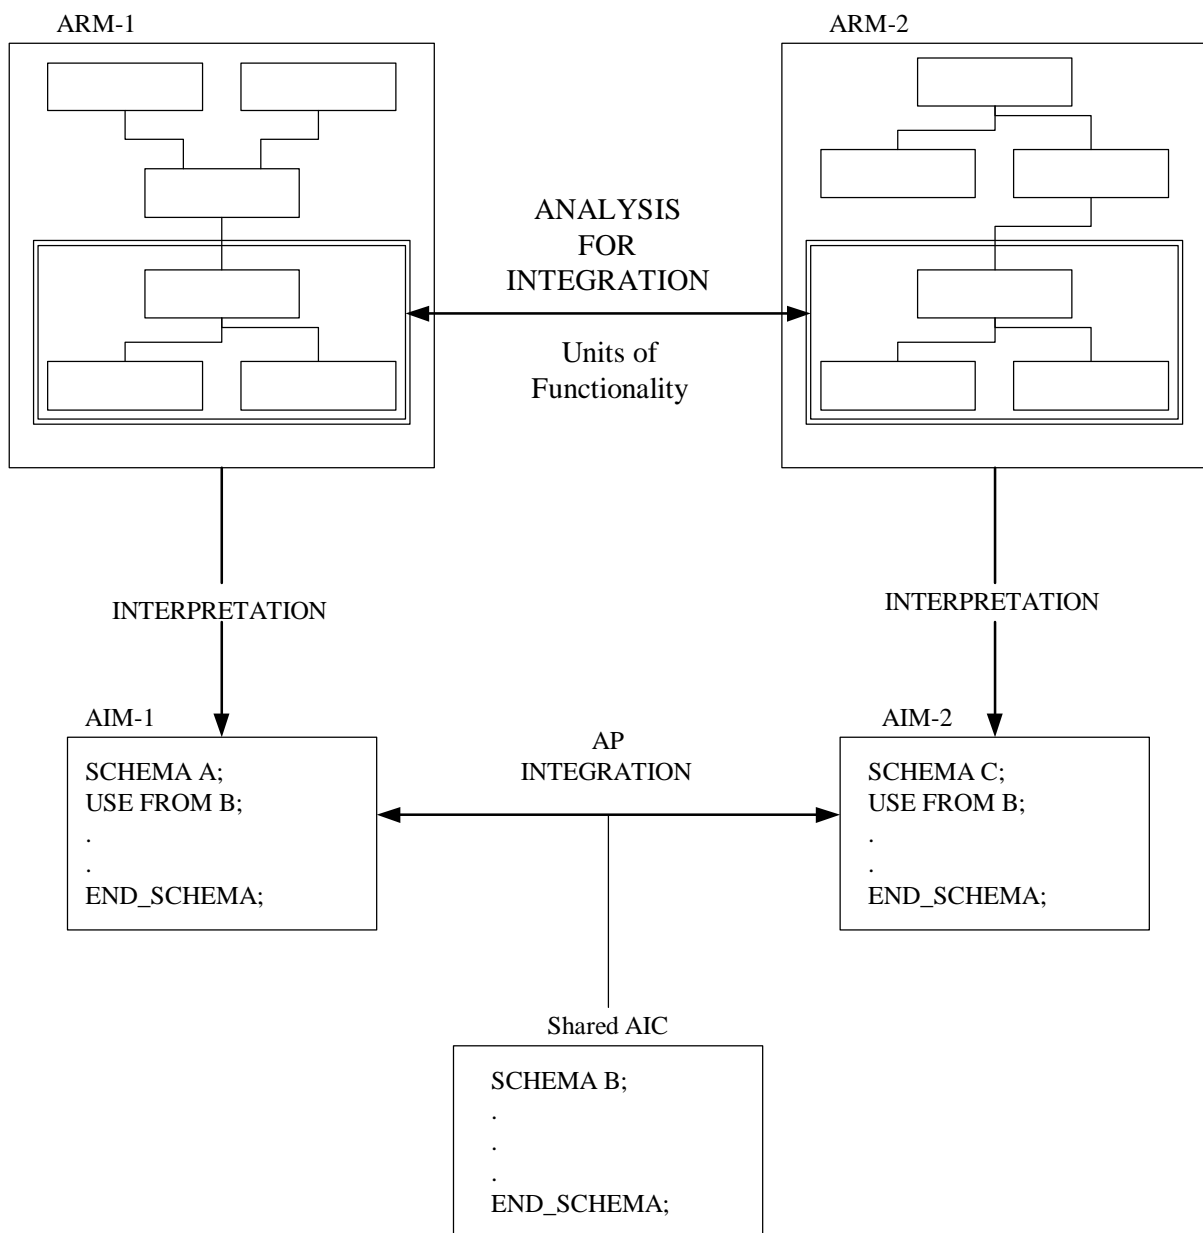 ARM-1
ARM-2
ANALYSIS
FOR
INTEGRATION
Units of
Functionality
INTERPRETATION
INTERPRETATION
AIM-1
SCHEMA A;
USE FROM B;
.
.
END_SCHEMA;
AP
INTEGRATION
AIM-2
SCHEMA C;
USE FROM B;
.
.
END_SCHEMA;
Shared AIC
SCHEMA B;
.
.
.
END_SCHEMA;